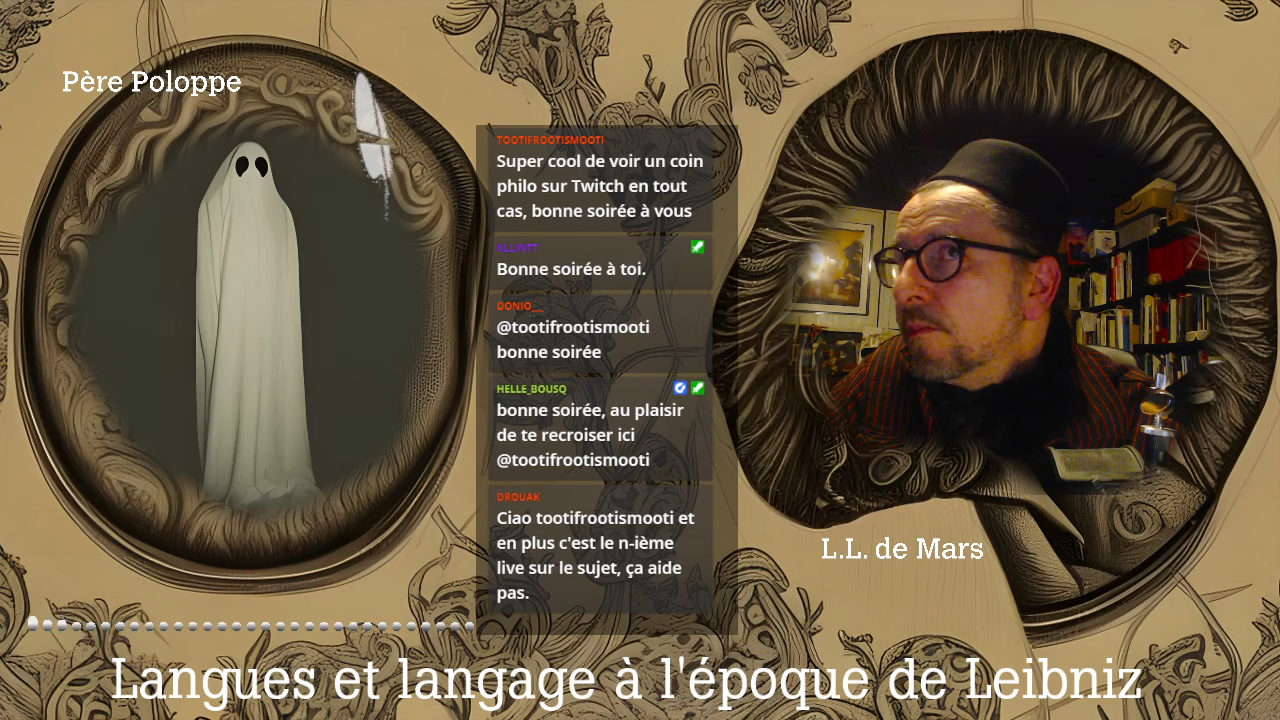 Père Poloppe
TOOTIFROOTISMOOTI
Super cool de voir un coin
philo sur Twitch en tout
cas, bonne soirée à vous
KLLINTT
Bonne soirée à toi.
DONIO__
@tootifrootismooti
bonne soirée
HELLE_BOUSQ
bonne soirée, au plaisir
de te recroiser ici
@tootifrootismooti
DROUAK
Ciao tootifrootismooti et
en plus c'est le n-ième
live sur le sujet, ça aide
pas.
L.L. de Mars
Langues et langage à l'époque de Leibniz